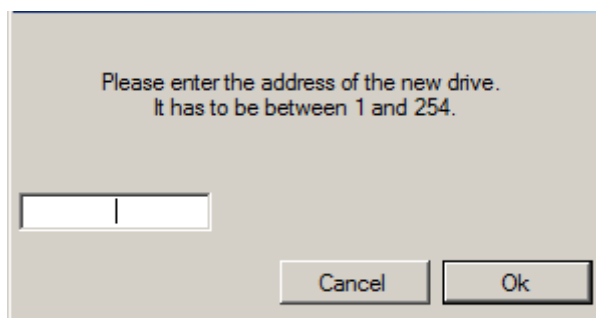 Please enter the address of the new drive.
It has to be between 1 and 254.
Cancel
Ok